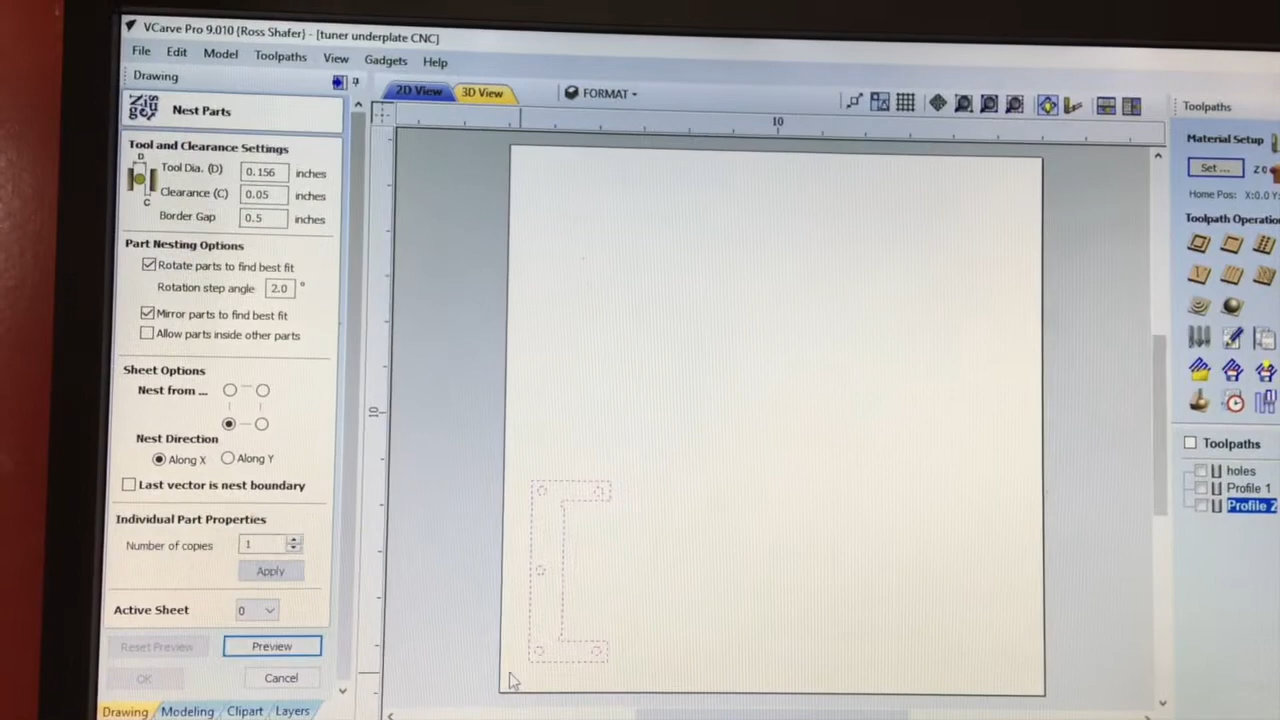 VCarve Pro 9.010 {Ross Shafer} - [tuner underplate CNC]
File Edit Model Toolpaths View Gadgets Help
Drawing
Nest Parts
Tool and Clearance Settings
D
Tool Dia. (D) 0.156 inches
Clearance (C) 0.05 inches
C
Border Gap 0.5 inches
Part Nesting Options
Rotate parts to find best fit
Rotation step angle 2.0 °
Mirror parts to find best fit
Allow parts inside other parts
Sheet Options
Nest from ...
Nest Direction
Along X Along Y
Last vector is nest boundary
Individual Part Properties
Number of copies 1
Apply
Active Sheet 0
Reset Preview Preview
OK Cancel
Drawing Modeling Clipart Layers
2D View 3D View FORMAT
10
10
Toolpaths
Material Setup
Set ... Z 0
Home Pos: X:0.0 Y:
Toolpath Operatio
Toolpaths
holes
Profile 1
Profile 2